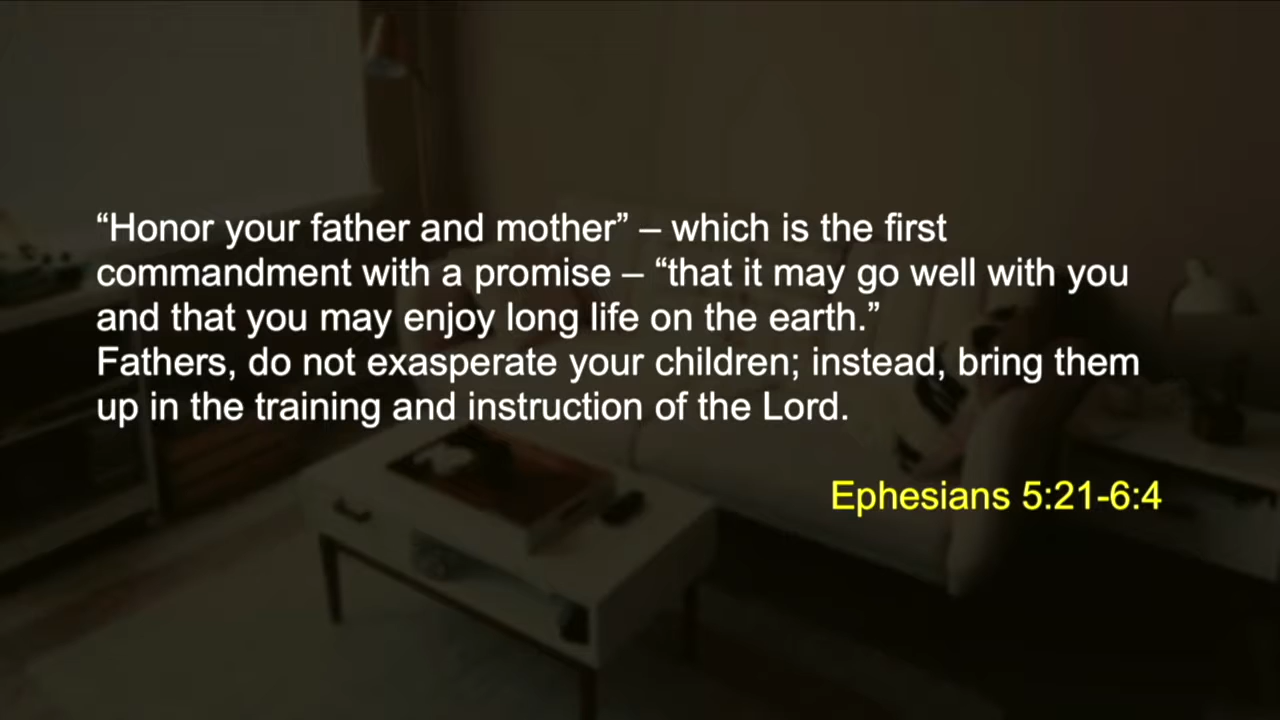 “Honor your father and mother” – which is the first
commandment with a promise – “that it may go well with you
and that you may enjoy long life on the earth.”
Fathers, do not exasperate your children; instead, bring them
up in the training and instruction of the Lord.
Ephesians 5:21-6:4